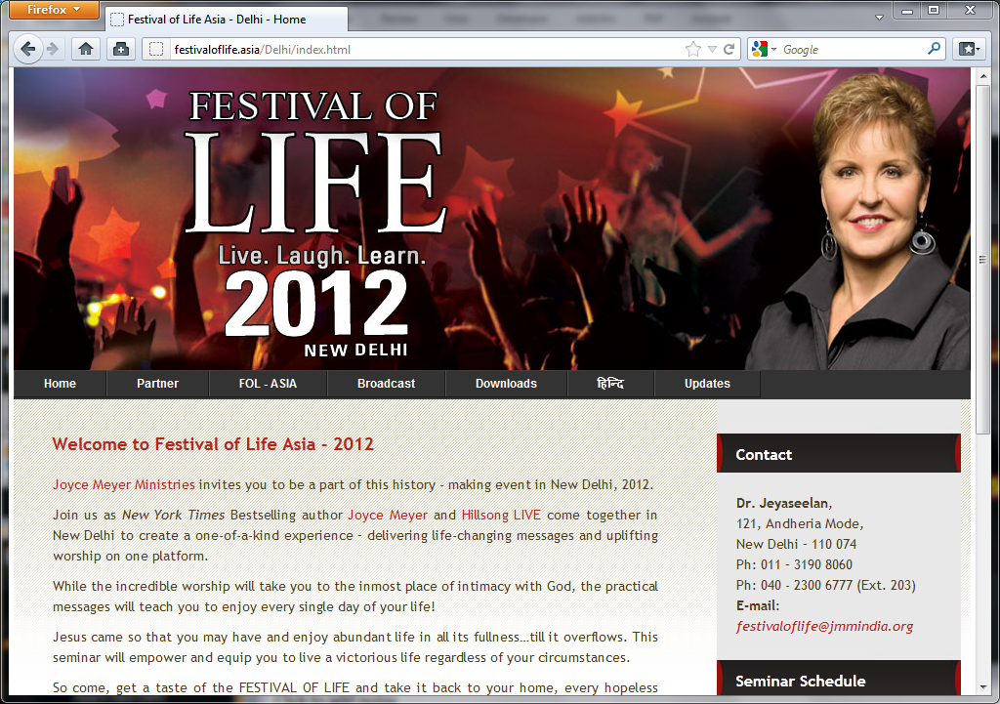 Firefox
Festival of Life Asia - Delhi - Home
festivaloflife.asia/Delhi/index.html
Google
FESTIVAL OF
LIFE
Live. Laugh. Learn.
2012
NEW DELHI
Home Partner FOL - ASIA Broadcast Downloads हिन्दि Updates
Welcome to Festival of Life Asia - 2012
Joyce Meyer Ministries invites you to be a part of this history - making event in New Delhi, 2012.
Join us as New York Times Bestselling author Joyce Meyer and Hillsong LIVE come together in
New Delhi to create a one-of-a-kind experience - delivering life-changing messages and uplifting
worship on one platform.
While the incredible worship will take you to the inmost place of intimacy with God, the practical
messages will teach you to enjoy every single day of your life!
Jesus came so that you may have and enjoy abundant life in all its fullness...till it overflows. This
seminar will empower and equip you to live a victorious life regardless of your circumstances.
So come, get a taste of the FESTIVAL OF LIFE and take it back to your home, every hopeless
Contact
Dr. Jeyaseelan,
121, Andheria Mode,
New Delhi - 110 074
Ph: 011 - 3190 8060
Ph: 040 - 2300 6777 (Ext. 203)
E-mail:
festivaloflife@jmmindia.org
Seminar Schedule